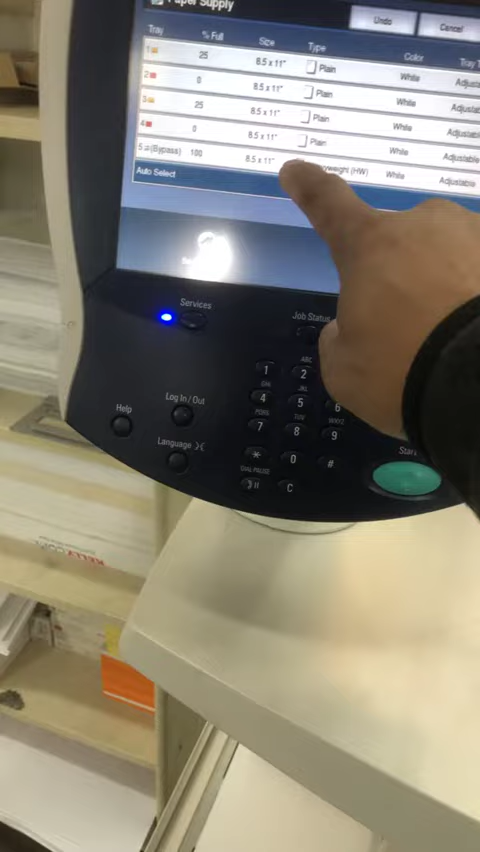 Paper Supply
Undo
Cancel
Tray % Full Size Type Color
1 25 8.5 x 11" Plain White Adjustable
2 0 8.5 x 11" Plain White Adjustable
3 25 8.5 x 11" Plain White Adjustable
4 0 8.5 x 11" Plain White Adjustable
5 (Bypass) 100 8.5 x 11" (HW) White Adjustable
Auto Select
Services
Job Status
1
ABC
2
GHI
4
JKL
5
6
PQRS
7
TUV
8
WXYZ
9
*
0
#
DIAL PAUSE
C
Help
Log In / Out
Language
Start